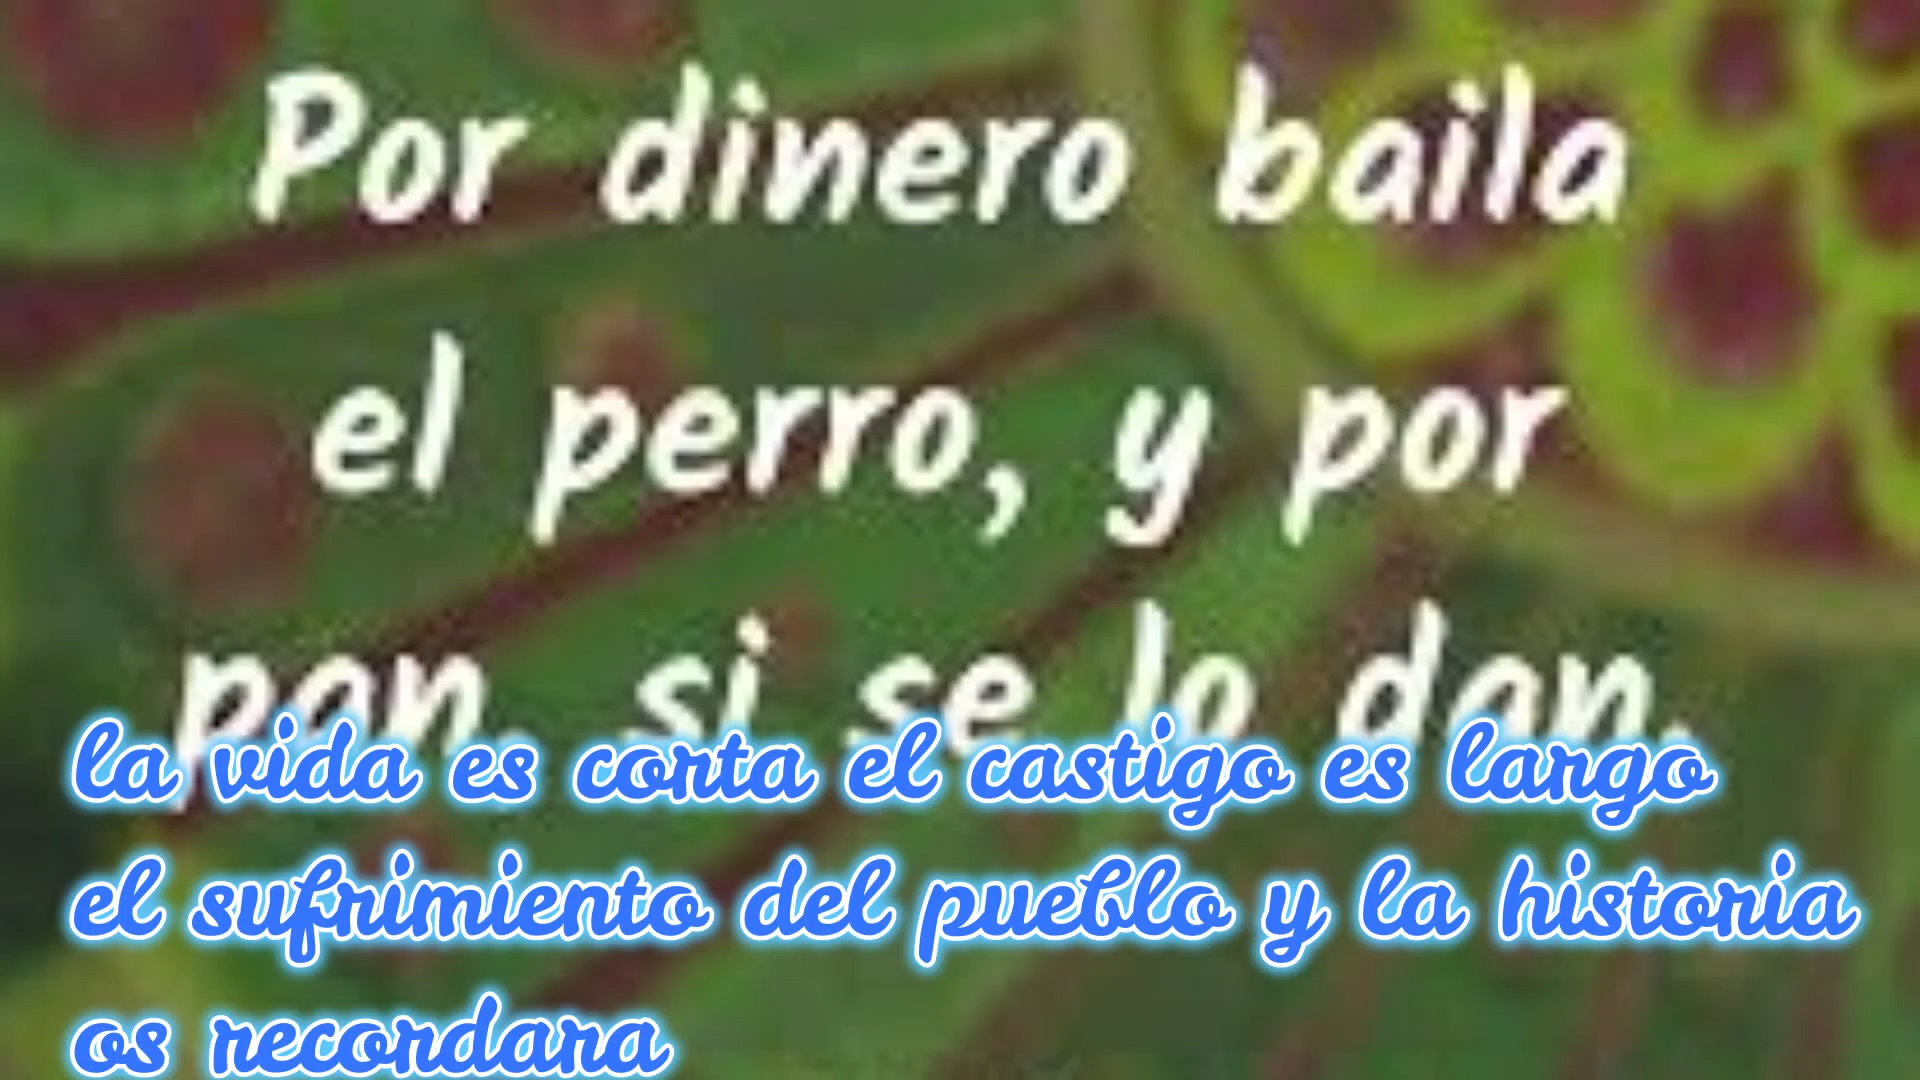 Por dinero baila
el perro, y por
pan, si se lo dan.
la vida es corta el castigo es largo
el sufrimiento del pueblo y la historia
os recordara